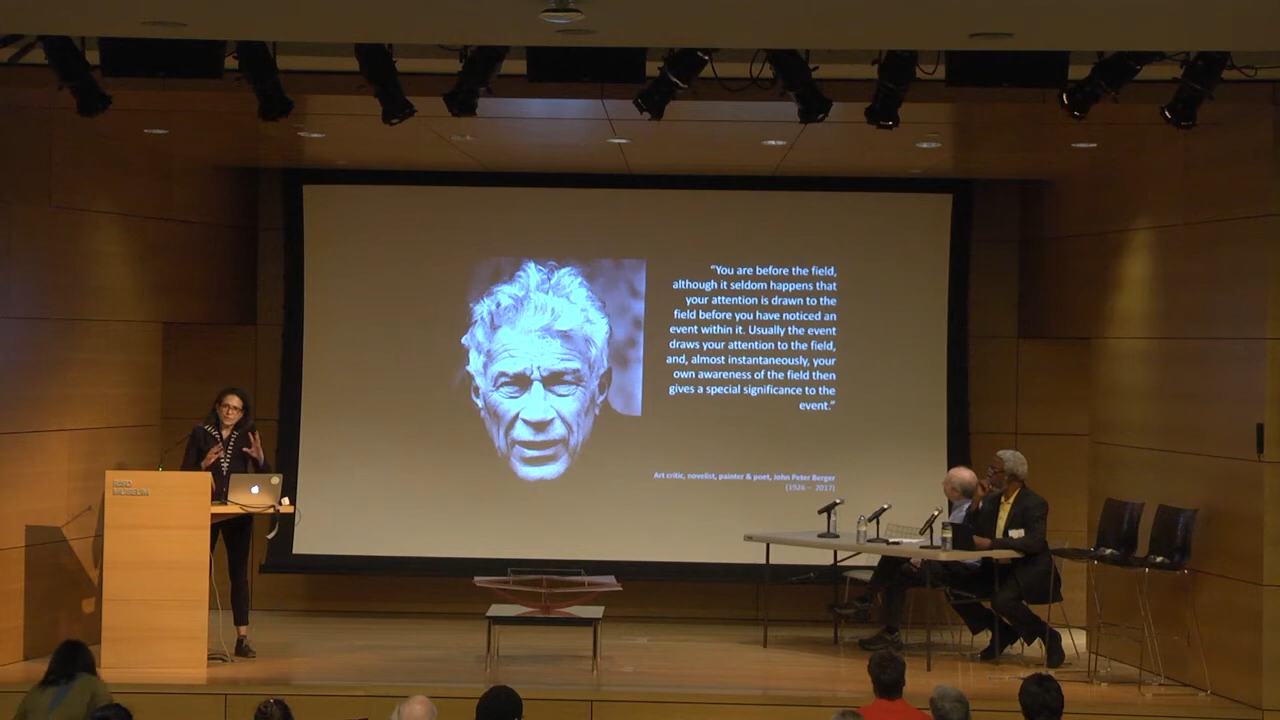 "You are before the field,
although it seldom happens that
your attention is drawn to the
field before you have noticed an
event within it. Usually the event
draws your attention to the field,
and, almost instantaneously, your
own awareness of the field then
gives a special significance to the
event."
Art critic, novelist, painter & poet, John Peter Berger
(1926 – 2017)
MUSEUM